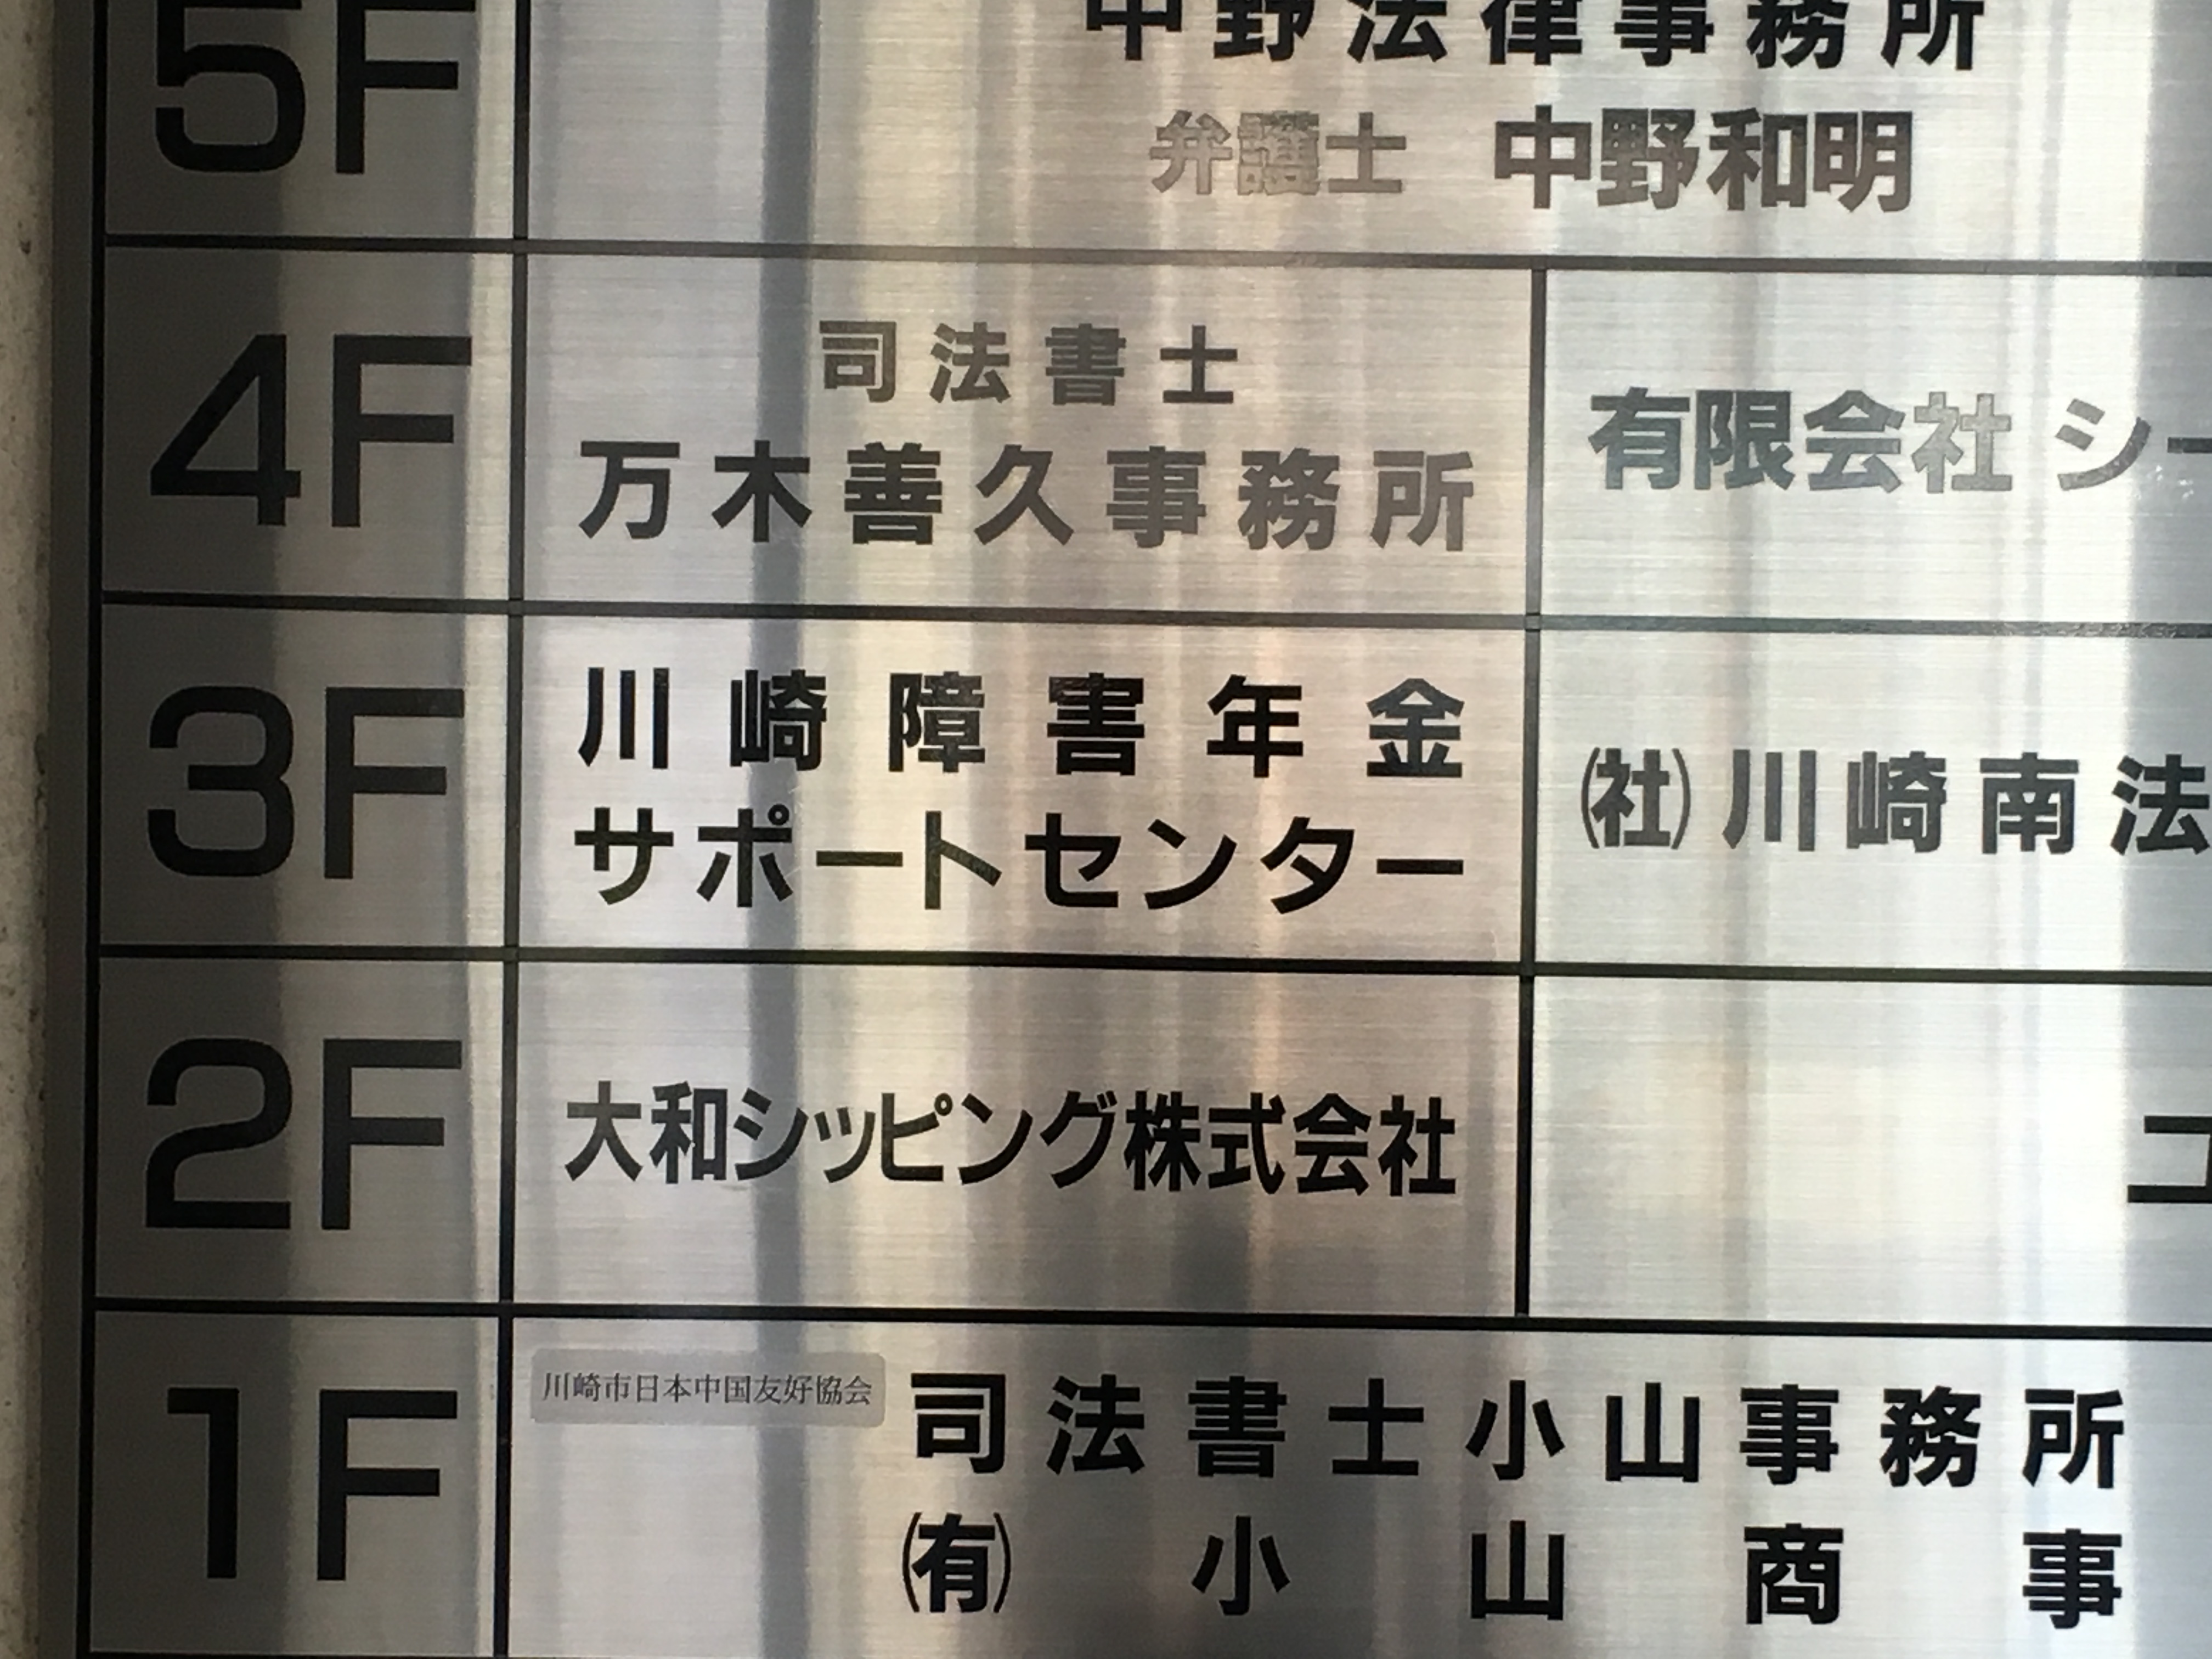 5F
中野法律事務所
弁護士 中野和明
4F
司法書士
万木善久事務所
有限会社 シー
3F
川崎障害年金
サポートセンター
㈳川崎南法
2F
大和シッピング株式会社
コ
1F
川崎市日本中国友好協会
司法書士小山事務所
㈲ 小山商事